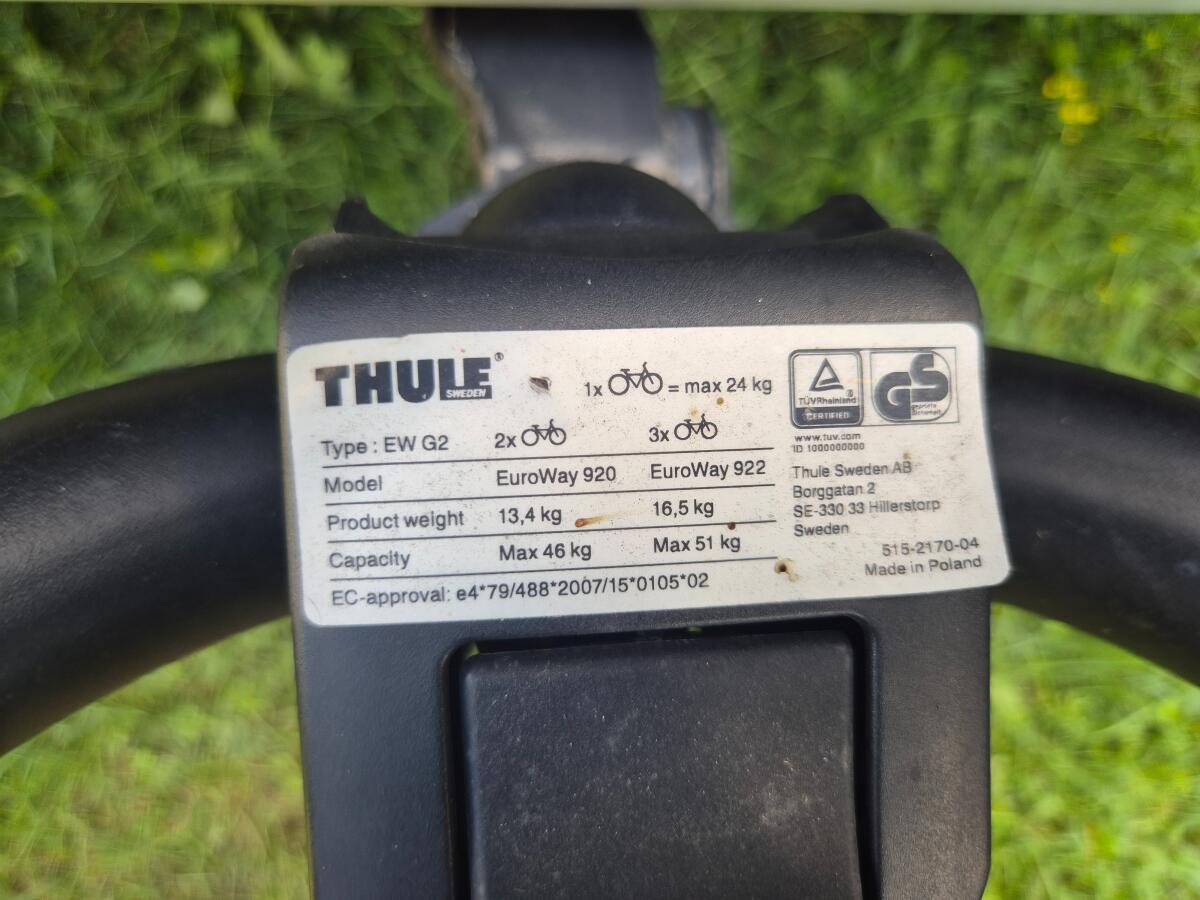 THULE®
SWEDEN
1x = max 24 kg
Type : EW G2 2x 3x
Model EuroWay 920 EuroWay 922
Product weight 13,4 kg 16,5 kg
Capacity Max 46 kg Max 51 kg
EC-approval: e4*79/488*2007/15*0105*02
TÜVRheinland
CERTIFIED
GS
geprüfte
Sicherheit
www.tuv.com
ID 1000000000
Thule Sweden AB
Borggatan 2
SE-330 33 Hillerstorp
Sweden
515-2170-04
Made in Poland